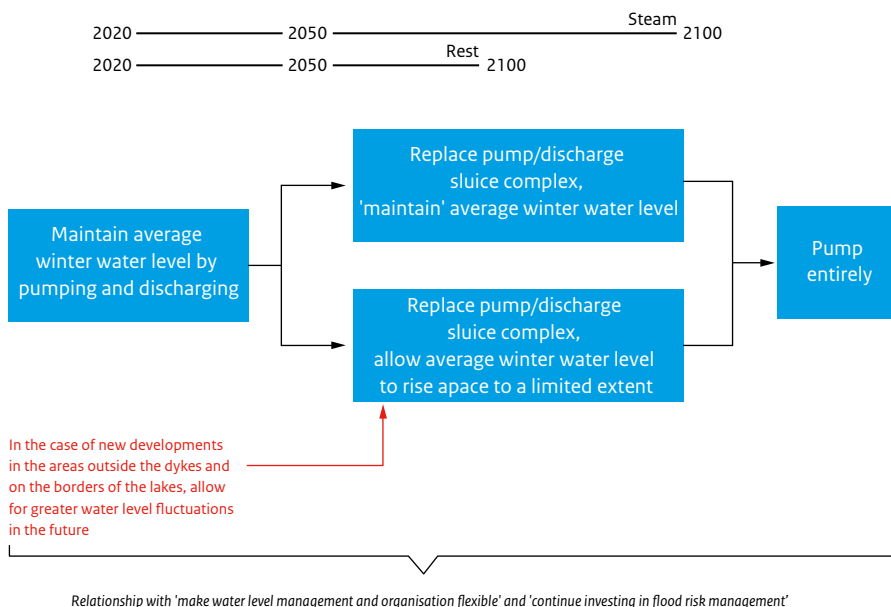 Steam
2020 2050 2100
Rest
2020 2050 2100
Replace pump/discharge
sluice complex,
'maintain' average winter water level
Maintain average
winter water level by
pumping and discharging
Pump
entirely
Replace pump/discharge
sluice complex,
allow average winter water level
to rise apace to a limited extent
In the case of new developments
in the areas outside the dykes and
on the borders of the lakes, allow
for greater water level fluctuations
in the future
Relationship with 'make water level management and organisation flexible' and 'continue investing in flood risk management'